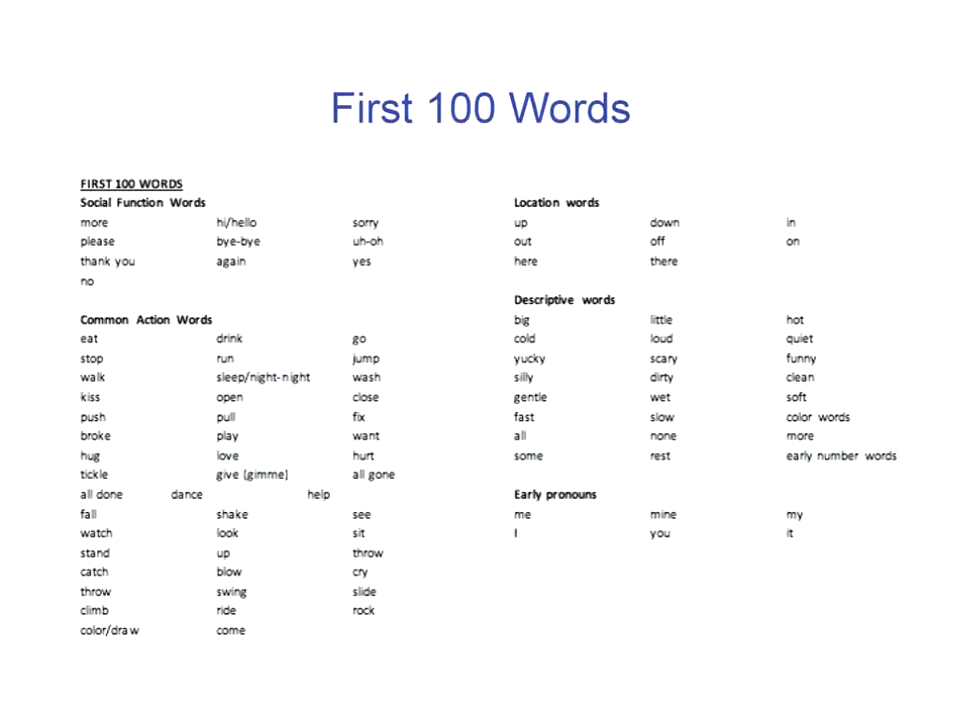 First 100 Words
FIRST 100 WORDS
Social Function Words
more hi/hello sorry
please bye-bye uh-oh
thank you again yes
no
Common Action Words
eat drink go
stop run jump
walk sleep/night-night wash
kiss open close
push pull fix
broke play want
hug love hurt
tickle give (gimme) all gone
all done dance help
fall shake see
watch look sit
stand up throw
catch blow cry
throw swing slide
climb ride rock
color/draw come
Location words
up down in
out off on
here there
Descriptive words
big little hot
cold loud quiet
yucky scary funny
silly dirty clean
gentle wet soft
fast slow color words
all none more
some rest early number words
Early pronouns
me mine my
I you it